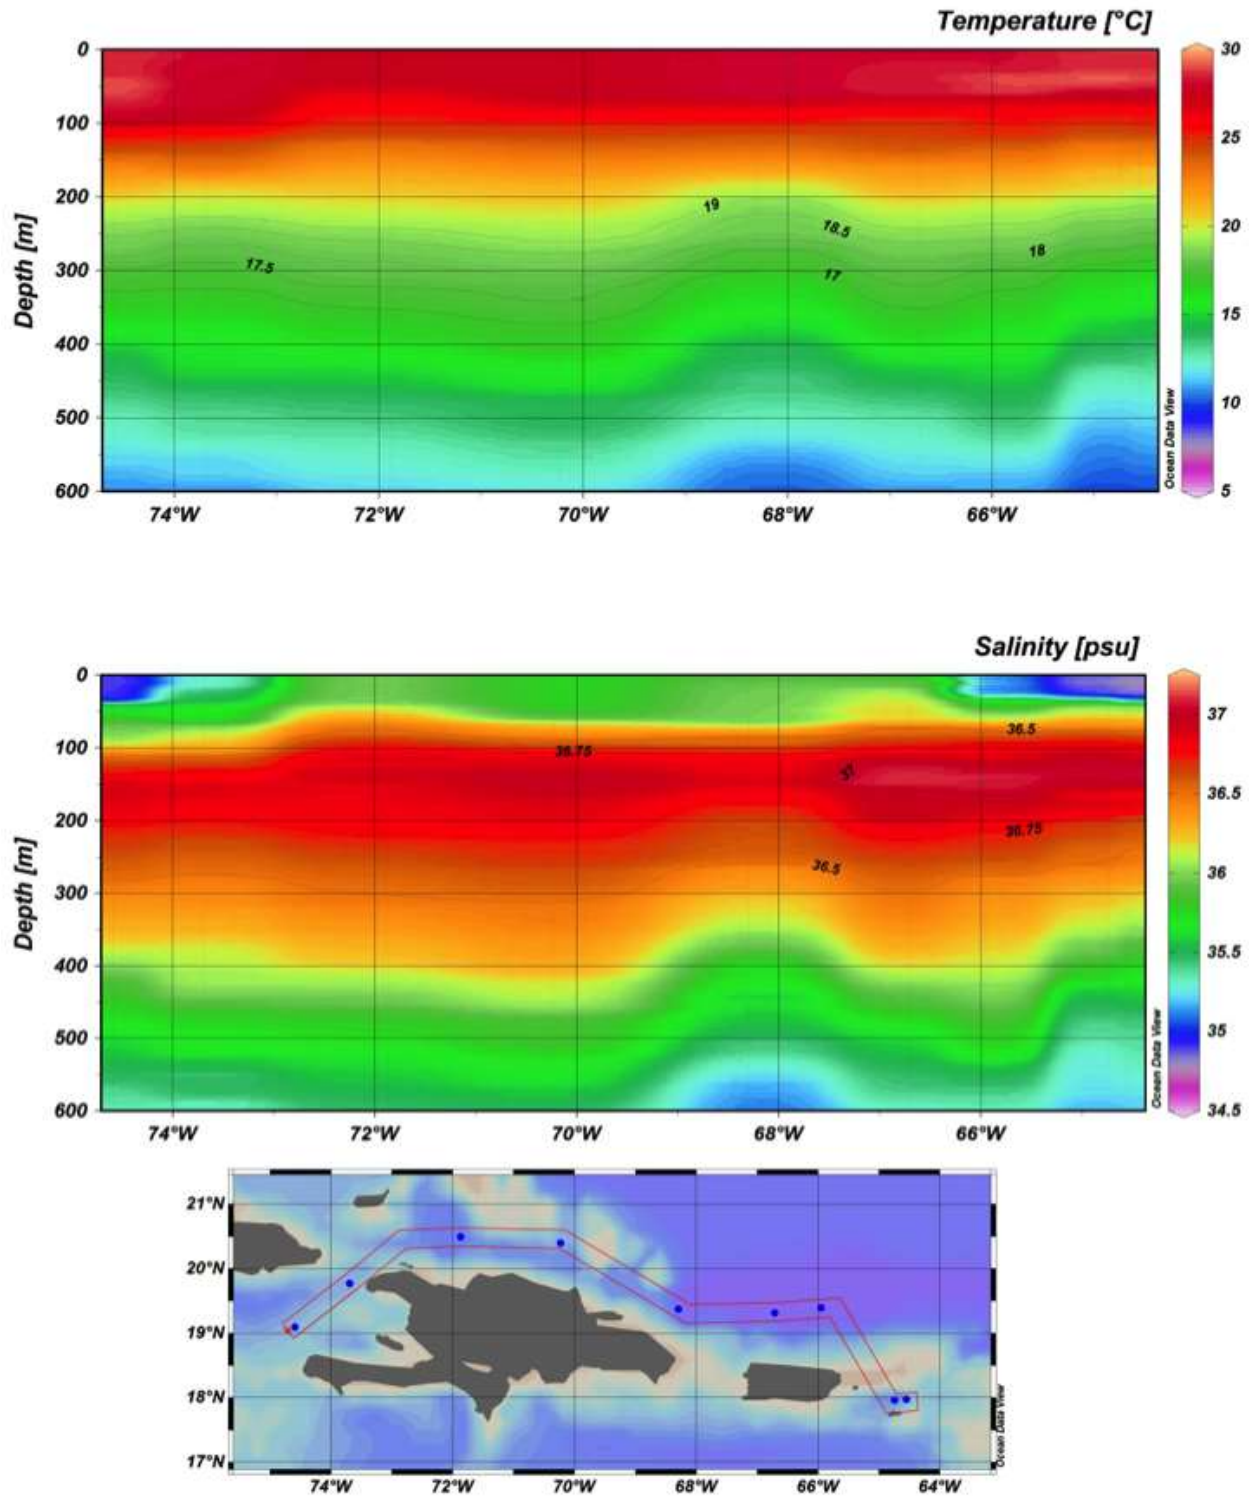 Temperature [°C]
0
100
200
300
400
500
600
Depth [m]
19
18.5
18
17.5
17
30
25
20
15
10
5
Ocean Data View
74°W 72°W 70°W 68°W 66°W
Salinity [psu]
0
100
200
300
400
500
600
Depth [m]
36.5
36.75
37
36.75
36.5
37
36.5
36
35.5
35
34.5
Ocean Data View
74°W 72°W 70°W 68°W 66°W
21°N
20°N
19°N
18°N
17°N
Ocean Data View
74°W 72°W 70°W 68°W 66°W 64°W